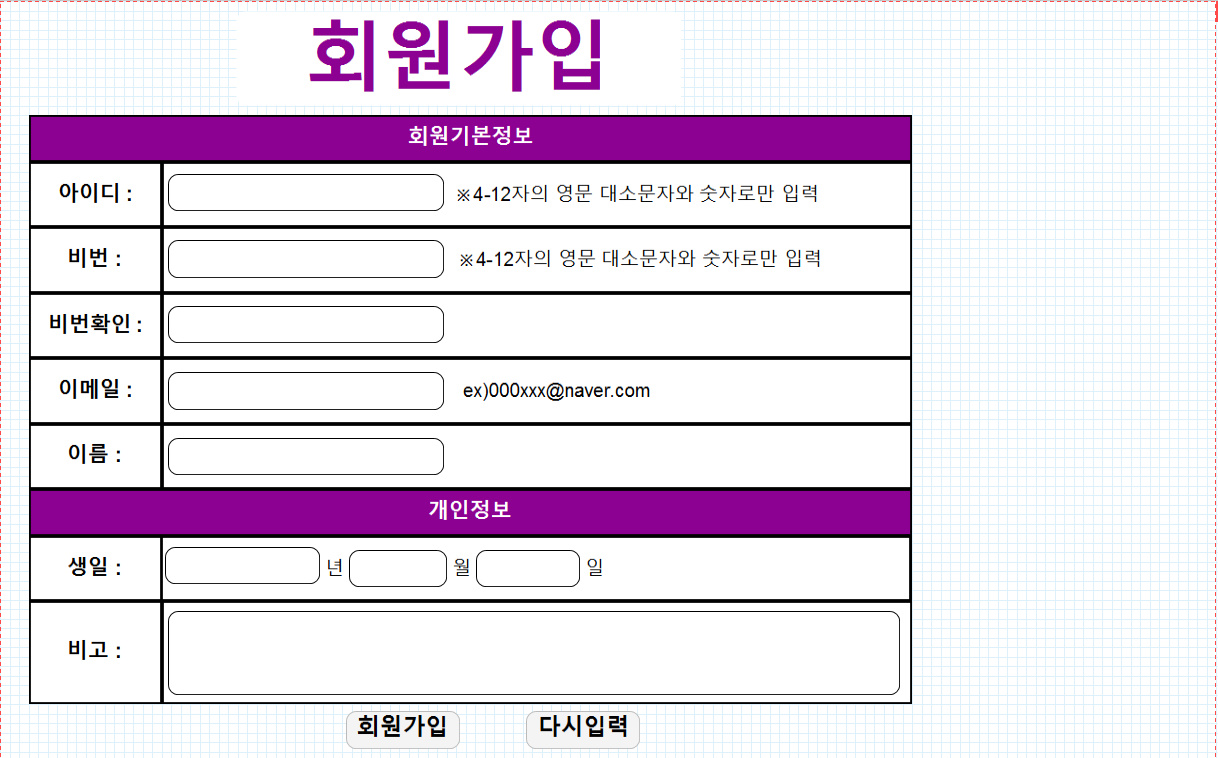 회원가입
회원기본정보
아이디 : ※4-12자의 영문 대소문자와 숫자로만 입력
비번 : ※4-12자의 영문 대소문자와 숫자로만 입력
비번확인 :
이메일 : ex)000xxx@naver.com
이름 :
개인정보
생일 : 년 월 일
비고 :
회원가입 다시입력